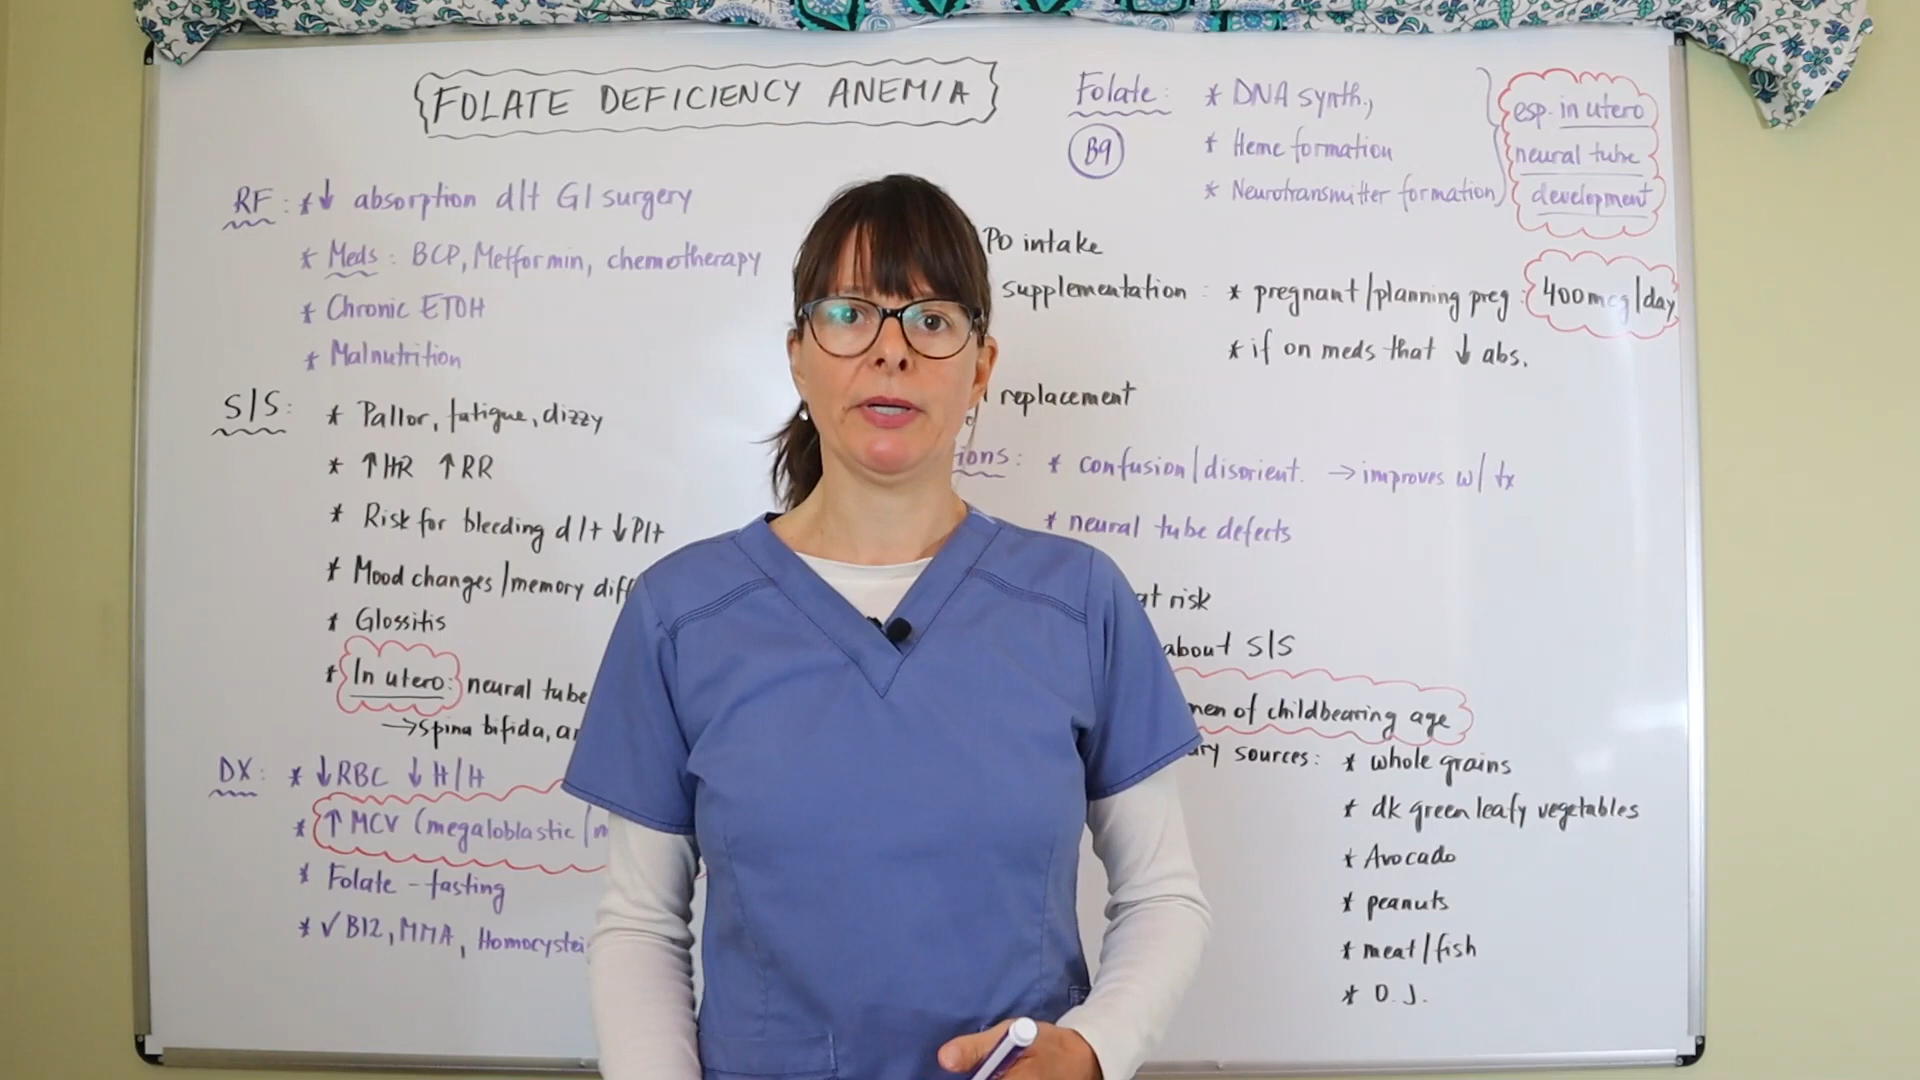 FOLATE DEFICIENCY ANEMIA
RF: * ↓ absorption d/t GI surgery
* Meds: BCP, Metformin, chemotherapy
* Chronic ETOH
* Malnutrition
S/S: * Pallor, fatigue, dizzy
* ↑HR ↑RR
* Risk for bleeding d/t ↓Plt
* Mood changes/memory diff
* Glossitis
* In utero: neural tube
→Spina bifida,
DX: * ↓RBC ↓H/H
* ↑MCV (megaloblastic/
* Folate - fasting
* √ B12, MMA, Homocystei
Folate: * DNA synth.,
B9
* Heme formation
* Neurotransmitter formation
esp. in utero
neural tube
development
PO intake
supplementation: * pregnant/planning preg: 400mcg/day
* if on meds that ↓ abs.
replacement
ions: * confusion/disorient. → improves w/ tx
* neural tube defects
at risk
about S/S
men of childbearing age
ary sources: * whole grains
* dk green leafy vegetables
* Avocado
* peanuts
* meat/fish
* O.J.